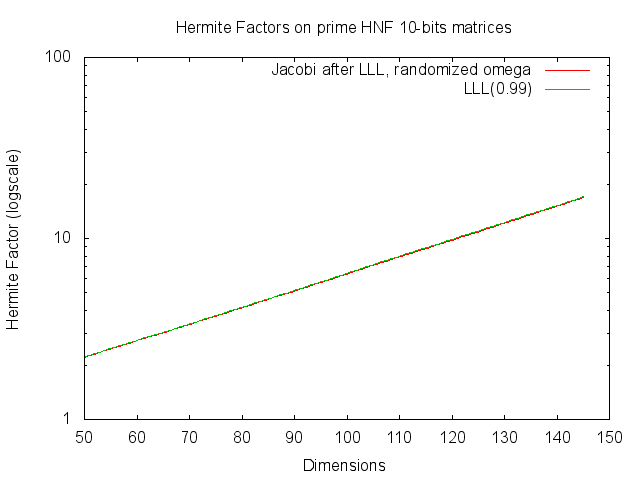 Hermite Factors on prime HNF 10-bits matrices
100
Jacobi after LLL, randomized omega
LLL(0.99)
Hermite Factor (logscale)
10
1
50 60 70 80 90 100 110 120 130 140 150
Dimensions